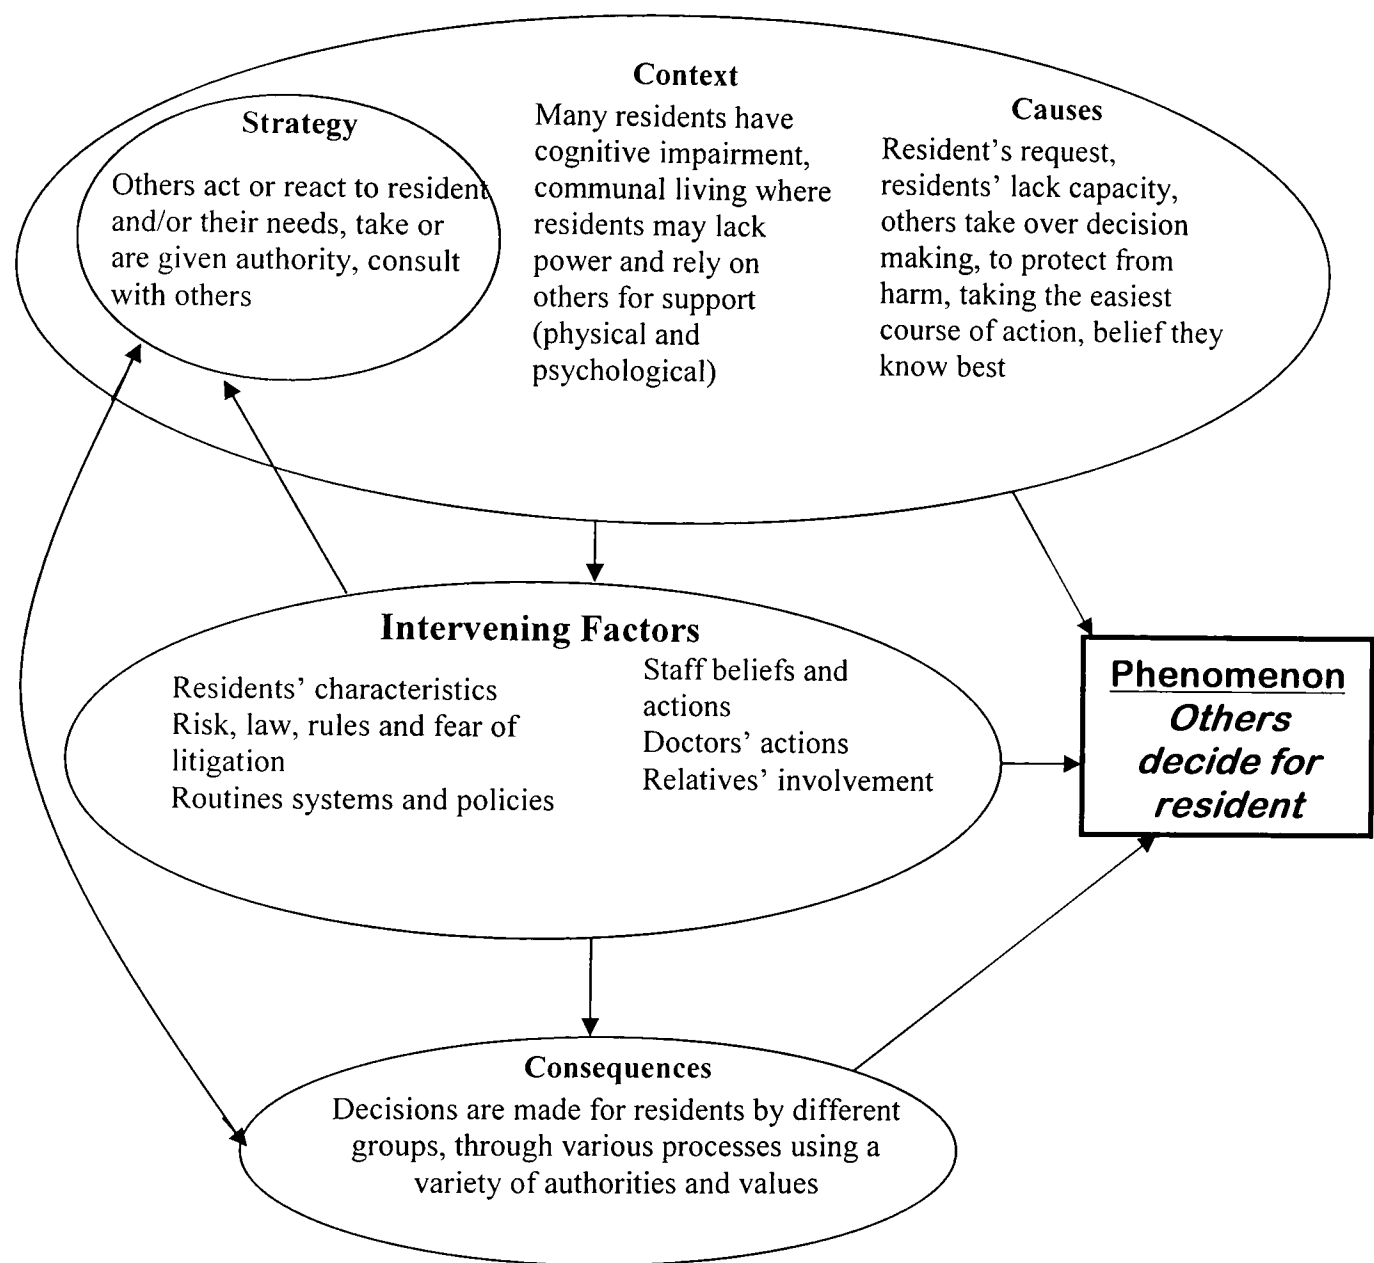 Strategy
Others act or react to resident
and/or their needs, take or
are given authority, consult
with others
Context
Many residents have
cognitive impairment,
communal living where
residents may lack
power and rely on
others for support
(physical and
psychological)
Causes
Resident's request,
residents' lack capacity,
others take over decision
making, to protect from
harm, taking the easiest
course of action, belief they
know best
Intervening Factors
Residents' characteristics
Risk, law, rules and fear of
litigation
Routines systems and policies
Staff beliefs and
actions
Doctors' actions
Relatives' involvement
Phenomenon
Others
decide for
resident
Consequences
Decisions are made for residents by different
groups, through various processes using a
variety of authorities and values